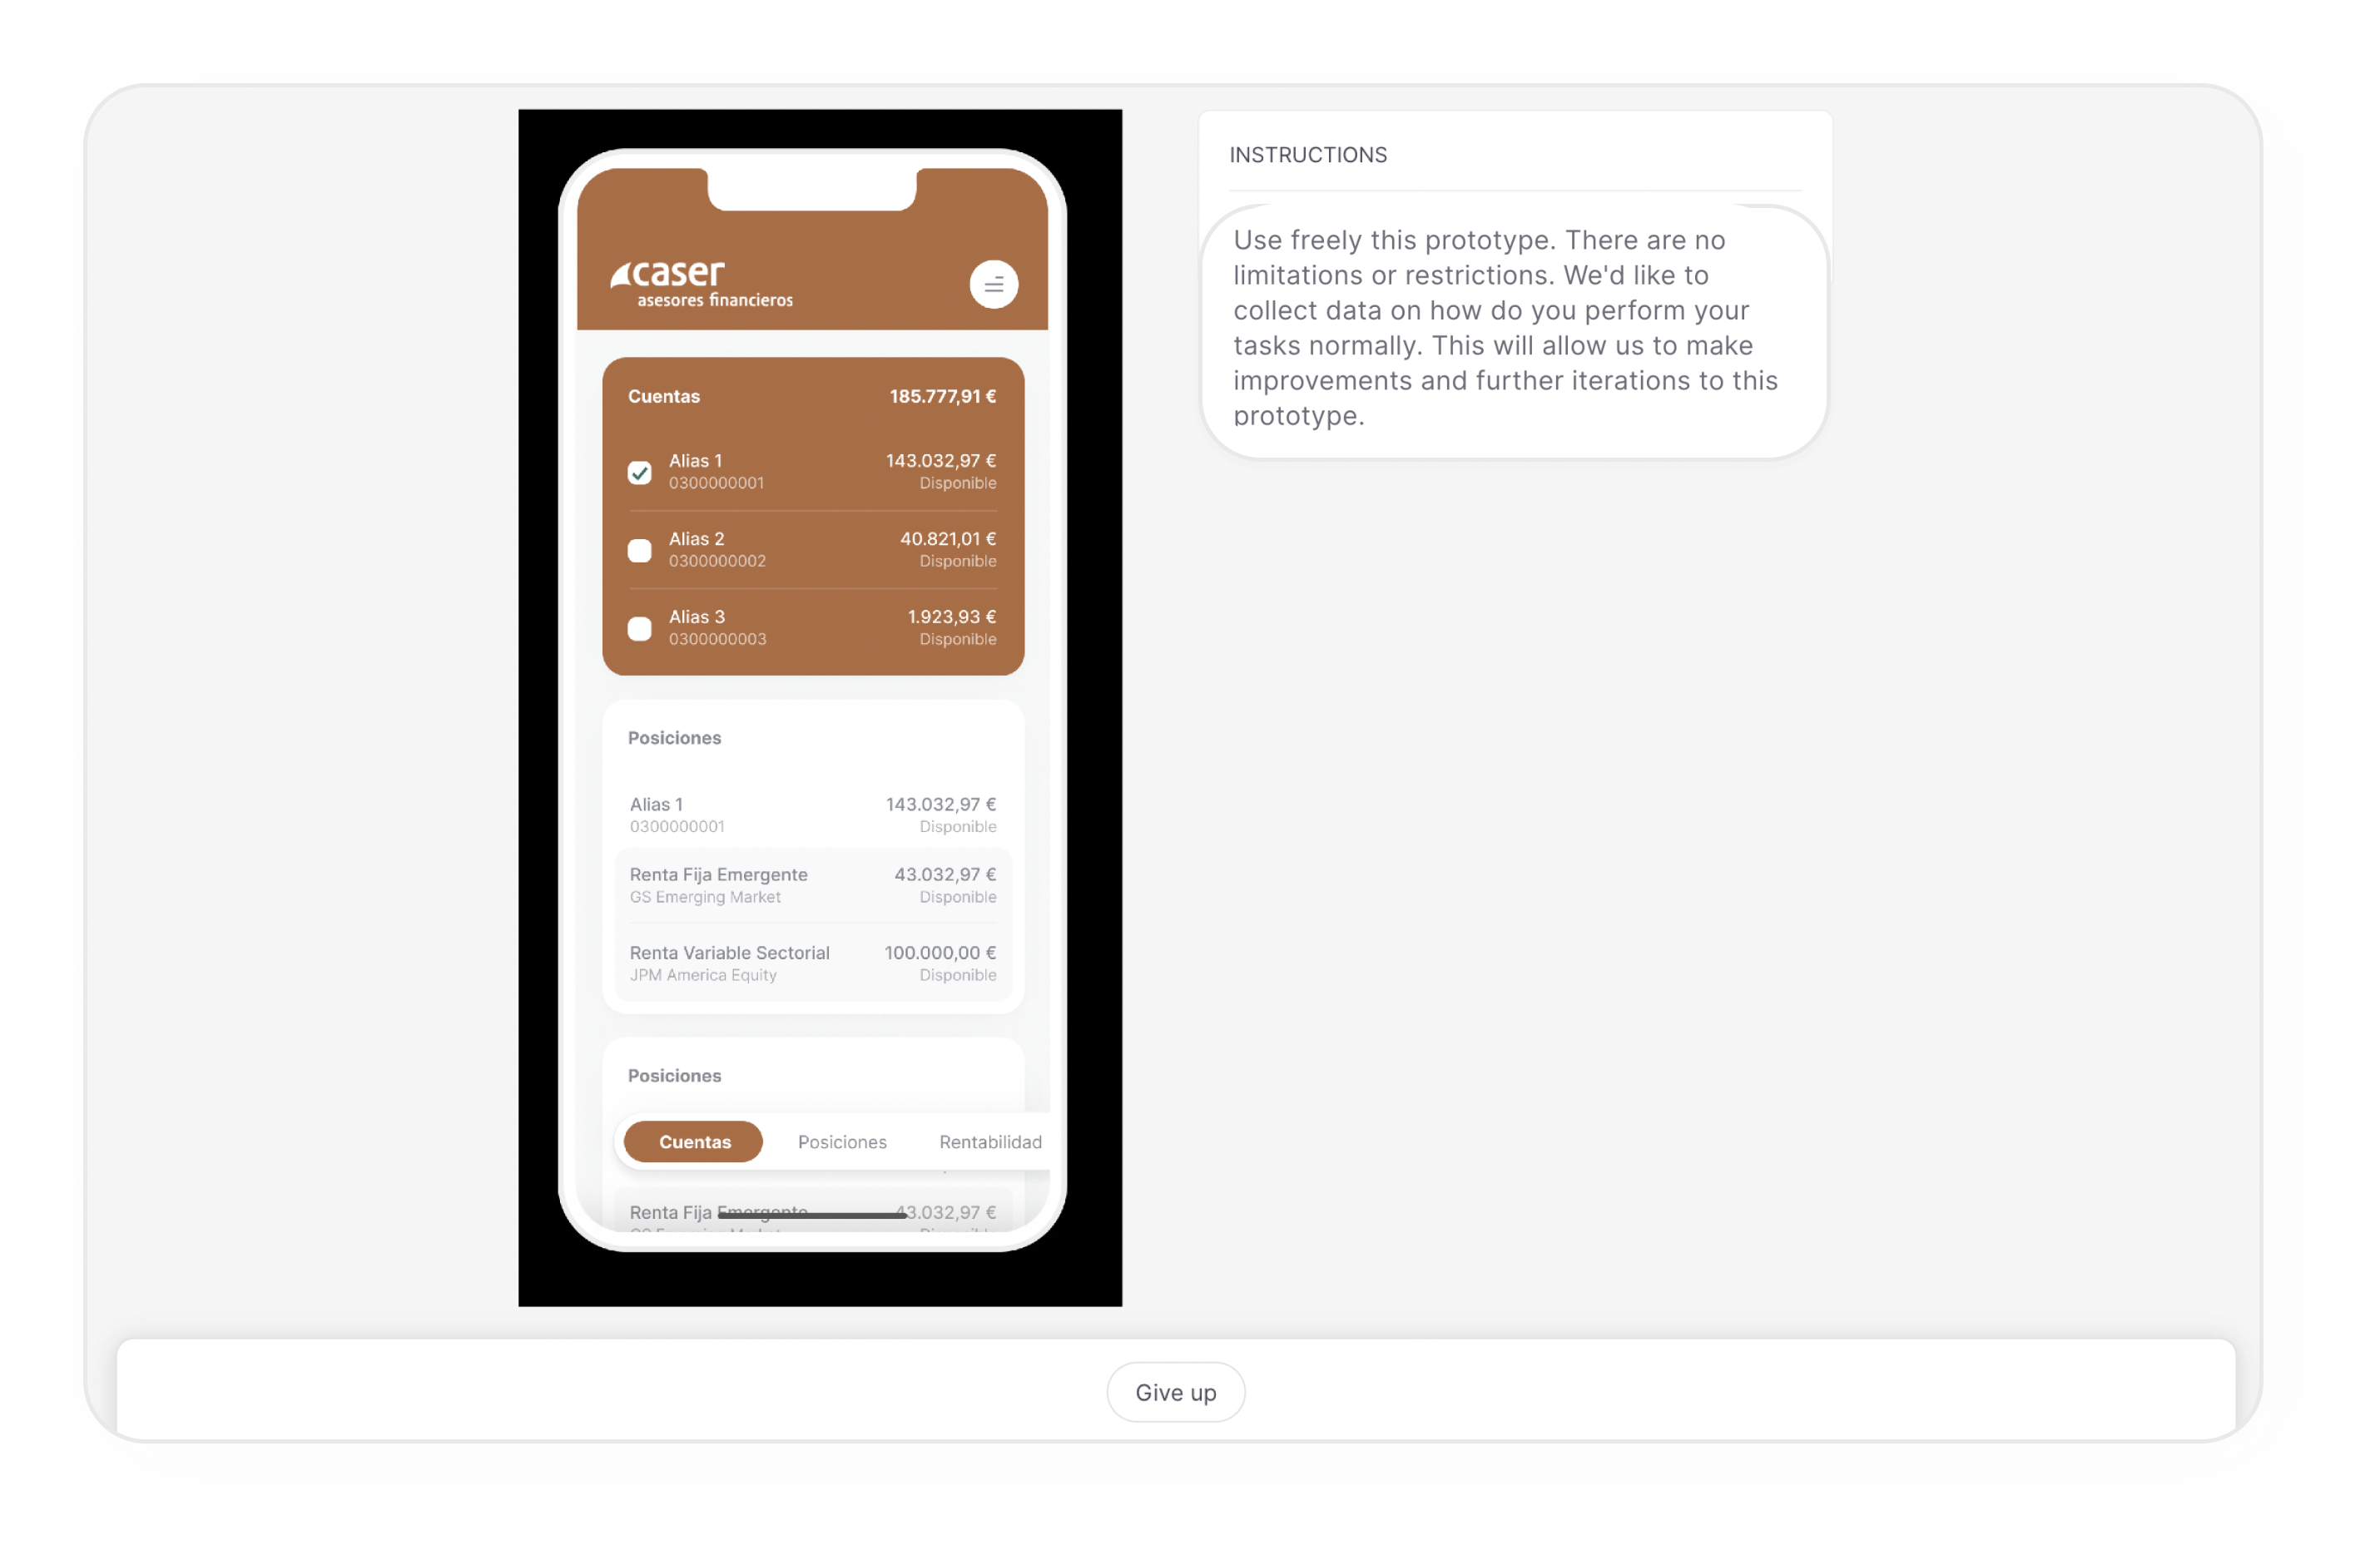 caser
asesores financieros
Cuentas 185.777,91 €
Alias 1 143.032,97 €
0300000001 Disponible
Alias 2 40.821,01 €
0300000002 Disponible
Alias 3 1.923,93 €
0300000003 Disponible
Posiciones
Alias 1 143.032,97 €
0300000001 Disponible
Renta Fija Emergente 43.032,97 €
GS Emerging Market Disponible
Renta Variable Sectorial 100.000,00 €
JPM America Equity Disponible
Posiciones
Cuentas Posiciones Rentabilidad
Renta Fija Emergente 43.032,97 €
INSTRUCTIONS
Use freely this prototype. There are no
limitations or restrictions. We'd like to
collect data on how do you perform your
tasks normally. This will allow us to make
improvements and further iterations to this
prototype.
Give up